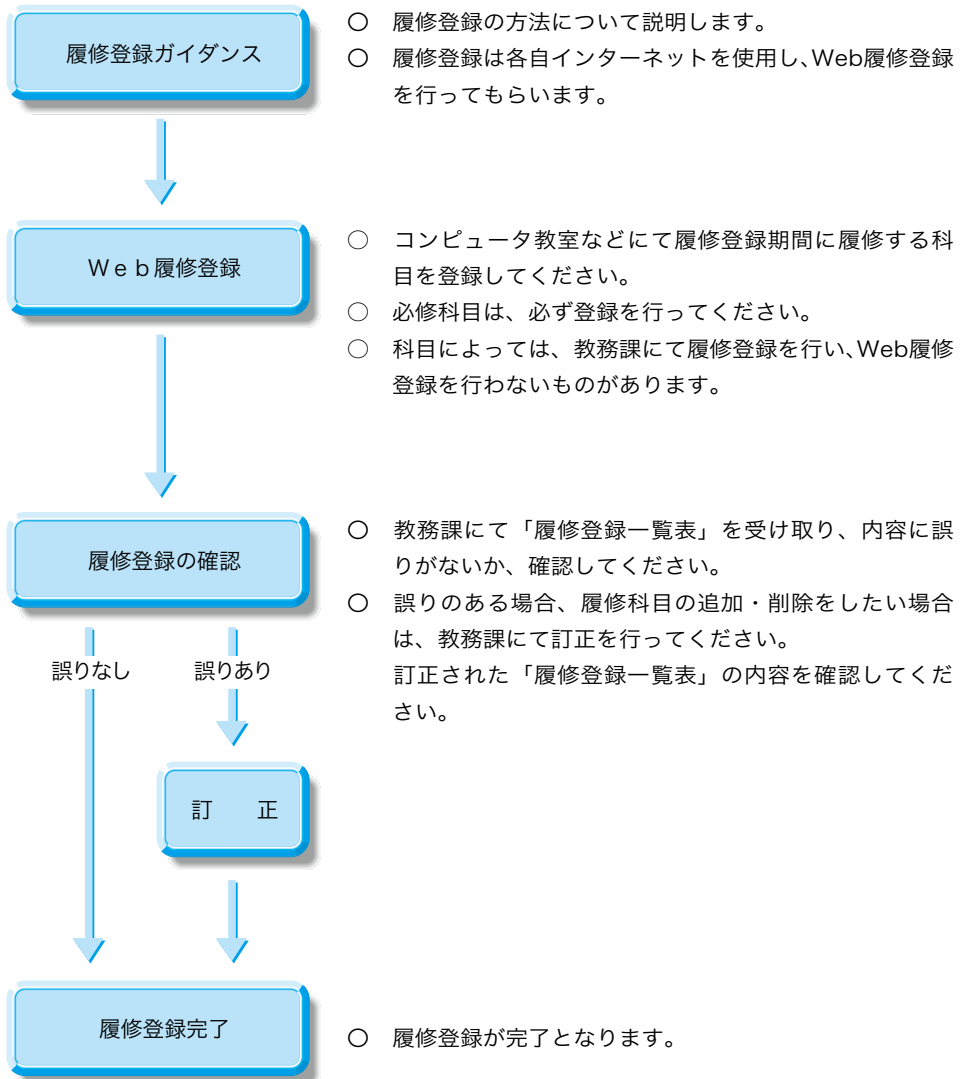 履修登録ガイダンス
○ 履修登録の方法について説明します。
○ 履修登録は各自インターネットを使用し、Web履修登録
を行ってもらいます。
Ｗｅｂ履修登録
○ コンピュータ教室などにて履修登録期間に履修する科
目を登録してください。
○ 必修科目は、必ず登録を行ってください。
○ 科目によっては、教務課にて履修登録を行い、Web履修
登録を行わないものがあります。
履修登録の確認
○ 教務課にて「履修登録一覧表」を受け取り、内容に誤
りがないか、確認してください。
○ 誤りのある場合、履修科目の追加・削除をしたい場合
は、教務課にて訂正を行ってください。
訂正された「履修登録一覧表」の内容を確認してくだ
さい。
誤りなし 誤りあり
訂　正
履修登録完了
○ 履修登録が完了となります。